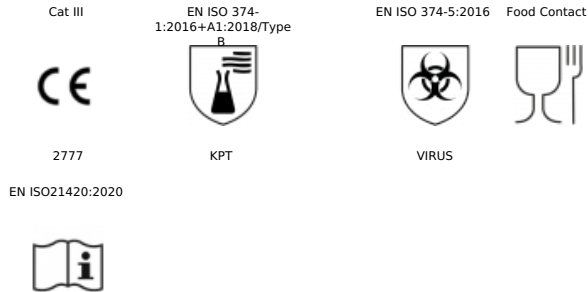 Cat III
EN ISO 374-
1:2016+A1:2018/Type
B
EN ISO 374-5:2016
Food Contact
CE
2777
KPT
VIRUS
EN ISO21420:2020
i